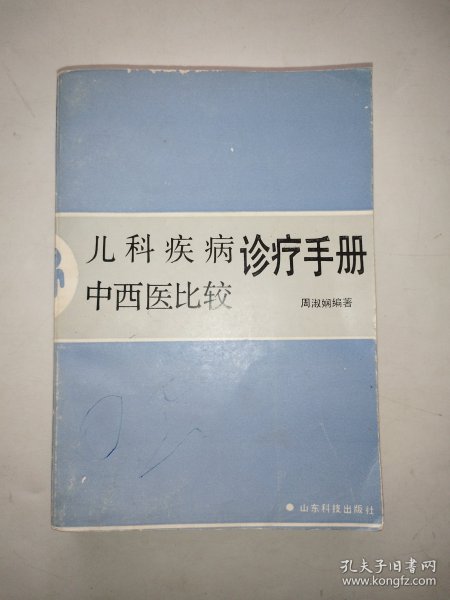 儿科疾病诊疗手册
中西医比较
周淑娴编著
山东科技出版社
孔夫子旧书网
www.kongfz.com